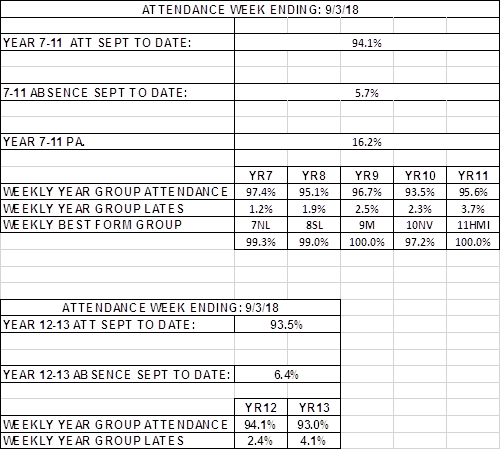 ATTENDANCE WEEK ENDING: 9/3/18
YEAR 7-11 ATT SEPT TO DATE: 94.1%
7-11 ABSENCE SEPT TO DATE: 5.7%
YEAR 7-11 PA. 16.2%
YR7 YR8 YR9 YR10 YR11
WEEKLY YEAR GROUP ATTENDANCE 97.4% 95.1% 96.7% 93.5% 95.6%
WEEKLY YEAR GROUP LATES 1.2% 1.9% 2.5% 2.3% 3.7%
WEEKLY BEST FORM GROUP 7NL 8SL 9M 10NV 11HMI
99.3% 99.0% 100.0% 97.2% 100.0%
ATTENDANCE WEEK ENDING: 9/3/18
YEAR 12-13 ATT SEPT TO DATE: 93.5%
YEAR 12-13 ABSENCE SEPT TO DATE: 6.4%
YR12 YR13
WEEKLY YEAR GROUP ATTENDANCE 94.1% 93.0%
WEEKLY YEAR GROUP LATES 2.4% 4.1%